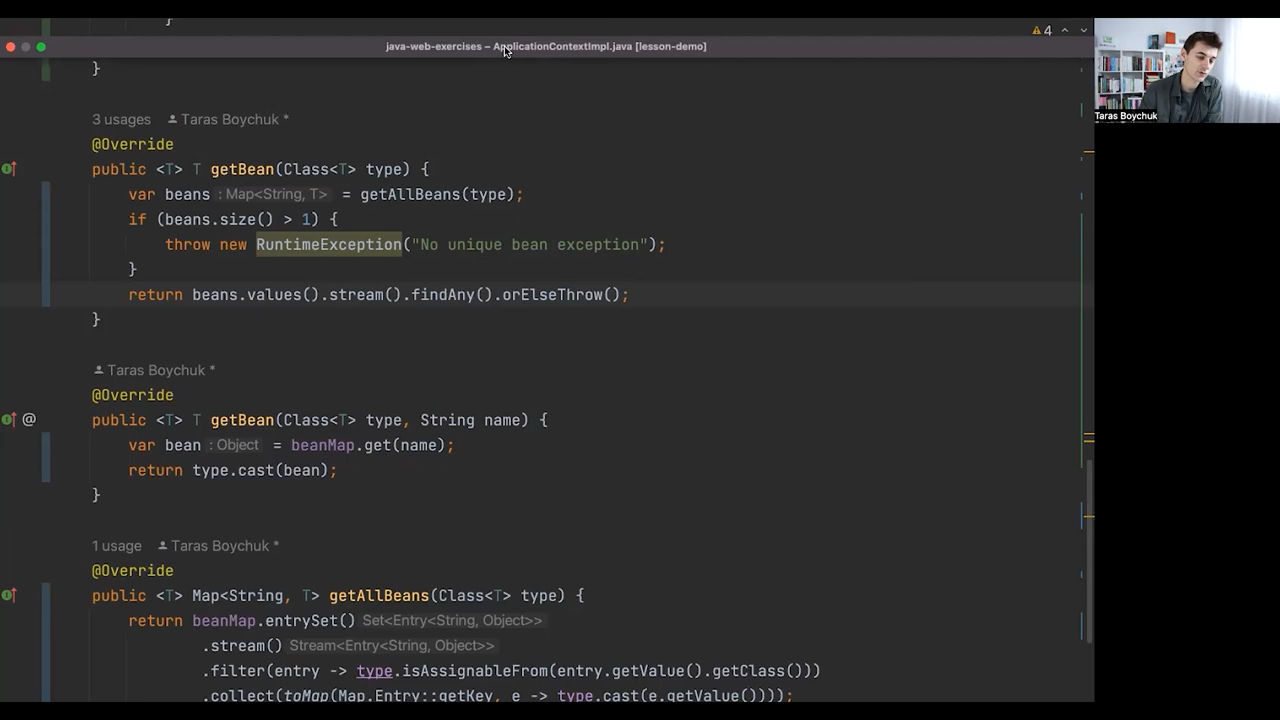 }
4
java-web-exercises – ApplicationContextImpl.java [lesson-demo]
}
3 usages Taras Boychuk *
@Override
public <T> T getBean(Class<T> type) {
var beans : Map<String, T> = getAllBeans(type);
if (beans.size() > 1) {
throw new RuntimeException("No unique bean exception");
}
return beans.values().stream().findAny().orElseThrow();
}
Taras Boychuk *
@Override
@
public <T> T getBean(Class<T> type, String name) {
var bean : Object = beanMap.get(name);
return type.cast(bean);
}
1 usage Taras Boychuk *
@Override
public <T> Map<String, T> getAllBeans(Class<T> type) {
return beanMap.entrySet() Set<Entry<String, Object>>
.stream() Stream<Entry<String, Object>>
.filter(entry -> type.isAssignableFrom(entry.getValue().getClass()))
.collect(toMap(Map.Entry::getKey, e -> type.cast(e.getValue())));
Taras Boychuk